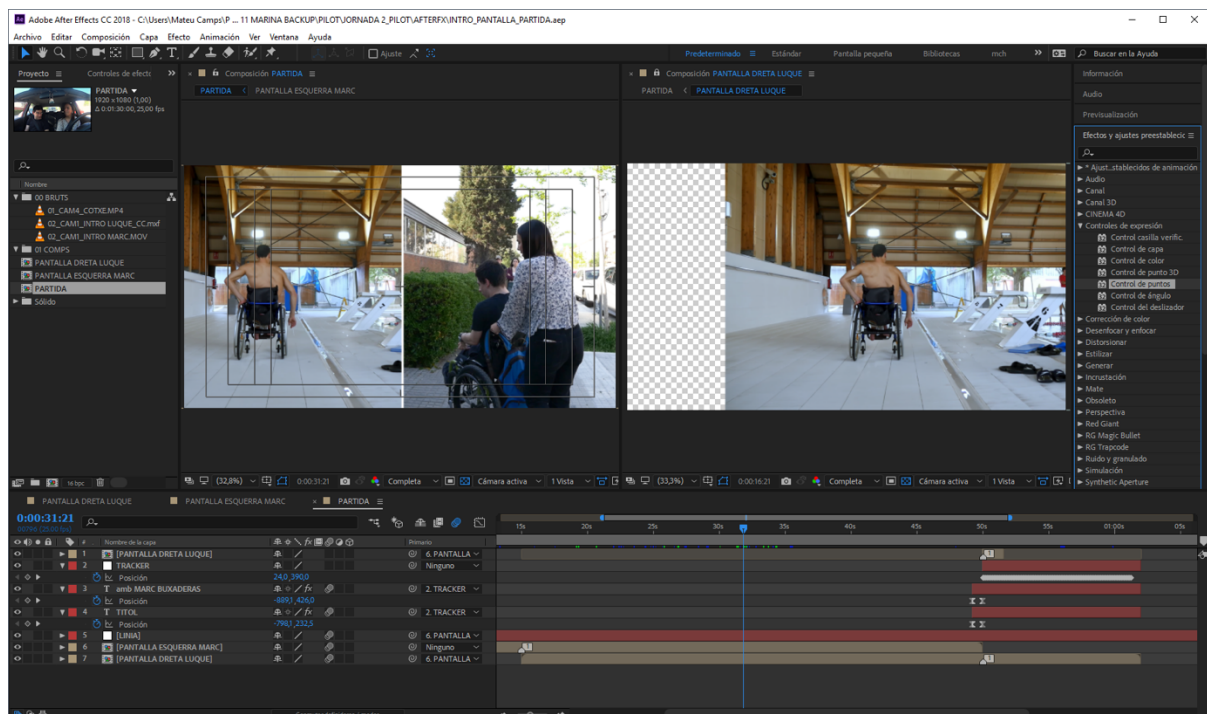 Adobe After Effects CC 2018 - C:\Users\Mateu Camps\P ... 11 MARINA BACKUP\PILOT\JORNADA 2_PILOT\AFTERFX\INTRO_PANTALLA_PARTIDA.aep
Archivo Editar Composición Capa Efecto Animación Ver Ventana Ayuda
Ajuste Predeterminado Estándar Pantalla pequeña Bibliotecas mch Buscar en la Ayuda
Proyecto Controles de efecto Composición PARTIDA Composición PANTALLA DRETA LUQUE Información
PARTIDA PARTIDA PANTALLA ESQUERRA MARC PARTIDA PANTALLA DRETA LUQUE
1920 x 1080 (1,00)
Δ 0:01:30:00, 25,00 fps
Audio
Previsualización
Efectos y ajustes preestablecic
Nombre
00 BRUTS
01_CAM4_COTXE.MP4
02_CAM1_INTRO LUQUE_CC.mxf
02_CAM1_INTRO MARC.MOV
01 COMPS
PANTALLA DRETA LUQUE
PANTALLA ESQUERRA MARC
PARTIDA
Sólido
* Ajust..stablecidos de animación
Audio
Canal
Canal 3D
CINEMA 4D
Controles de expresión
Control casilla verific.
Control de capa
Control de color
Control de punto 3D
Control de puntos
Control de ángulo
Control del deslizador
Corrección de color
Desenfocar y enfocar
Distorsionar
Estilizar
Generar
Incrustación
Mate
Obsoleto
Perspectiva
Red Giant
RG Magic Bullet
RG Trapcode
Ruido y granulado
Simulación
Synthetic Aperture
16 bpc (32,8%) 0:00:31:21 Completa Cámara activa 1 Vista (33,3%) 0:00:16:21 Completa Cámara activa 1 Vista
PANTALLA DRETA LUQUE PANTALLA ESQUERRA MARC PARTIDA
0:00:31:21
15s 20s 25s 30s 35s 40s 45s 50s 55s 01:00s 05s
# Nombre de la capa Primario
1 [PANTALLA DRETA LUQUE] 6. PANTALLA 1
2 TRACKER Ninguno
Posición 24,0,390,0
3 T amb MARC BUXADERAS 2. TRACKER
Posición -889,1,426,0
4 T TITOL 2. TRACKER
Posición -798,1,232,5
5 [LINIA] 6. PANTALLA
6 [PANTALLA ESQUERRA MARC] Ninguno 1
7 [PANTALLA DRETA LUQUE] 6. PANTALLA 1